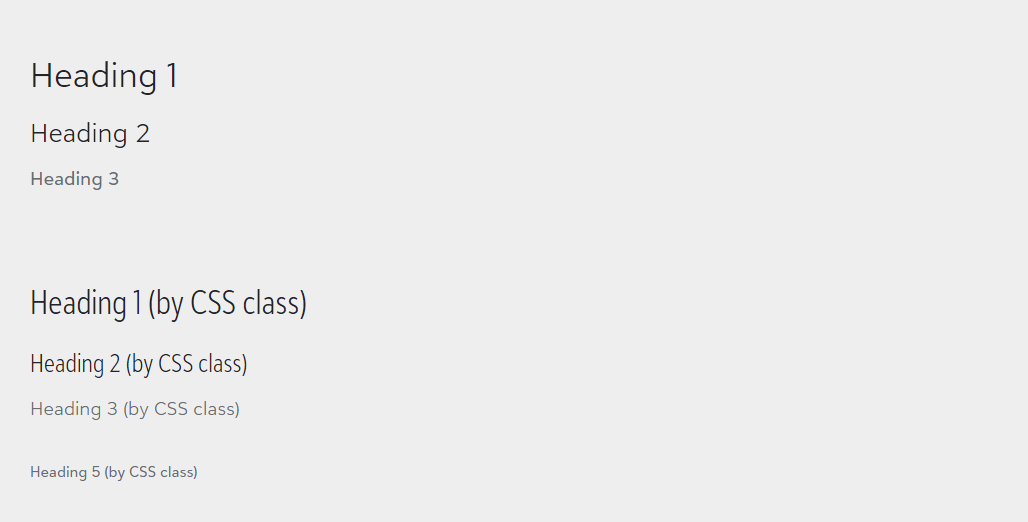 Heading 1
Heading 2
Heading 3
Heading 1 (by CSS class)
Heading 2 (by CSS class)
Heading 3 (by CSS class)
Heading 5 (by CSS class)